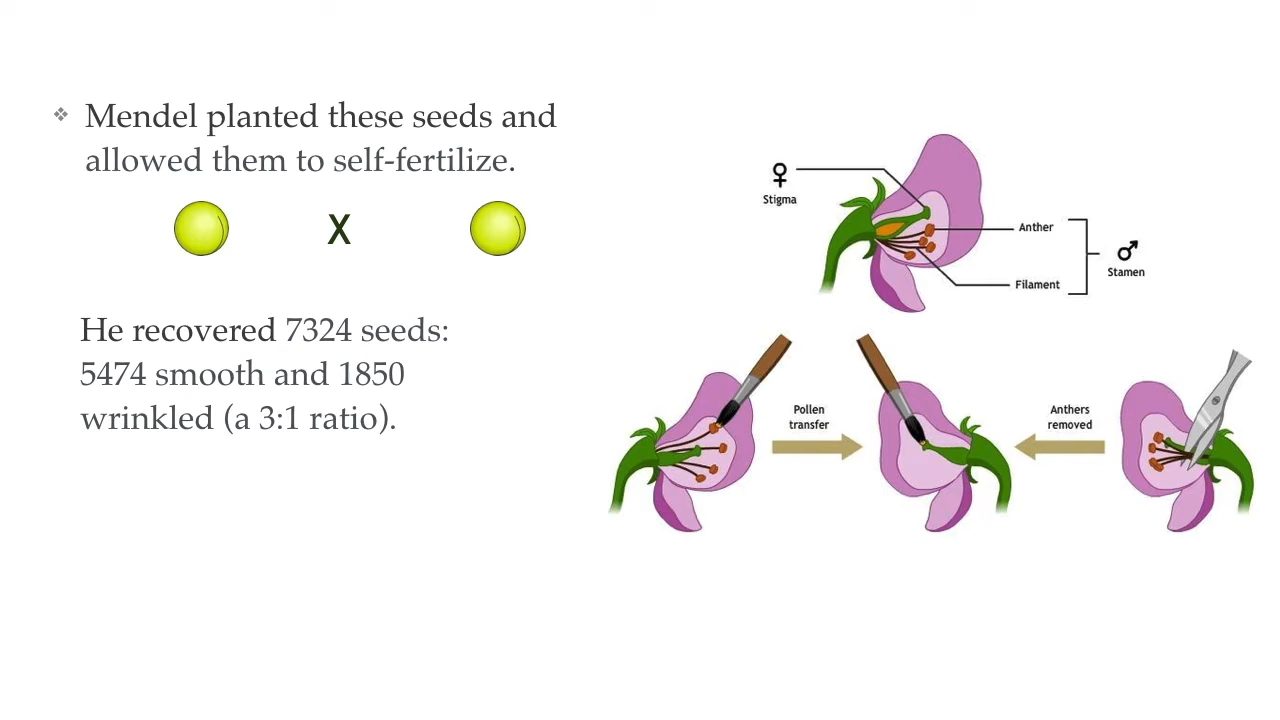 ❖ Mendel planted these seeds and
allowed them to self-fertilize.
X
He recovered 7324 seeds:
5474 smooth and 1850
wrinkled (a 3:1 ratio).
♀
Stigma
Anther
Filament
♂
Stamen
Pollen
transfer
Anthers
removed